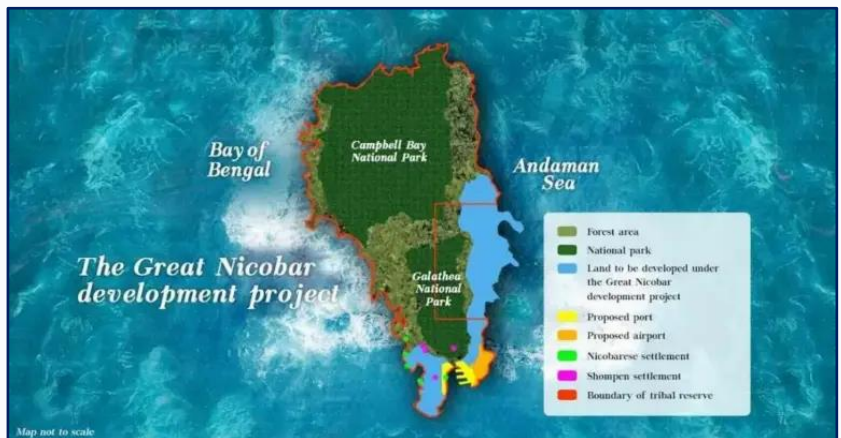 Bay of
Bengal
Campbell Bay
National Park
Andaman
Sea
The Great Nicobar
development project
Galathea
National
Park
Forest area
National park
Land to be developed under
the Great Nicobar
development project
Proposed port
Proposed airport
Nicobarese settlement
Shompen settlement
Boundary of tribal reserve
Map not to scale